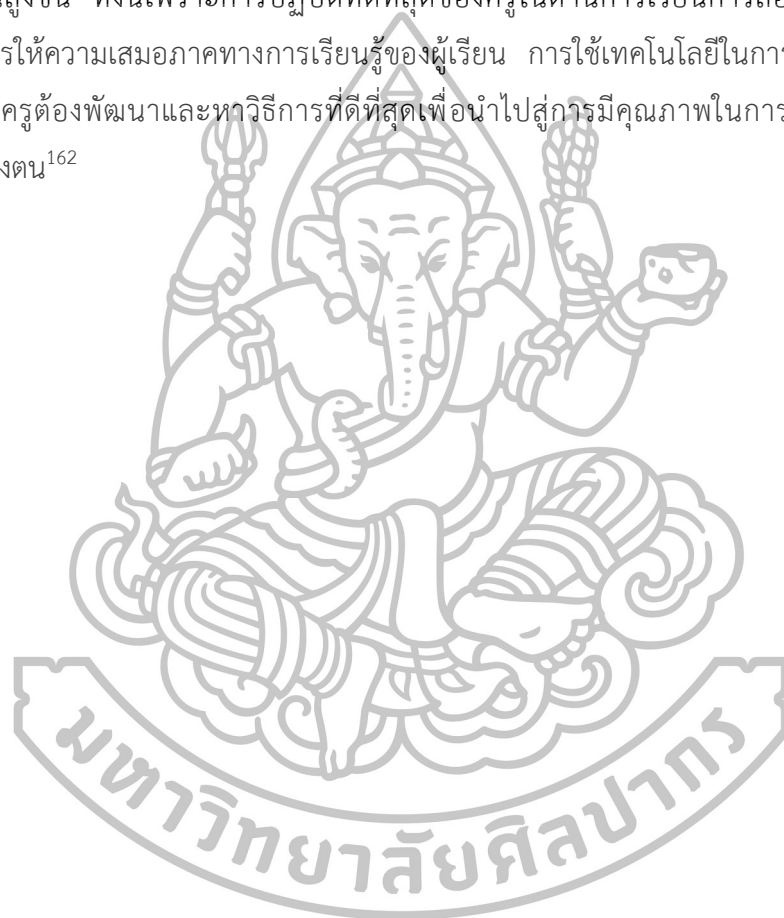 เพราะการปฏิบัติที่ดีที่สุดของครูในด้านการเรียนการสอ
รให้ความเสมอภาคทางการเรียนรู้ของผู้เรียน การใช้เทคโนโลยีในการ
ครูต้องพัฒนาและหาวิธีการที่ดีที่สุดเพื่อนำไปสู่การมีคุณภาพในการ
งตน162
มหาวิทยาลัยศิลปากร